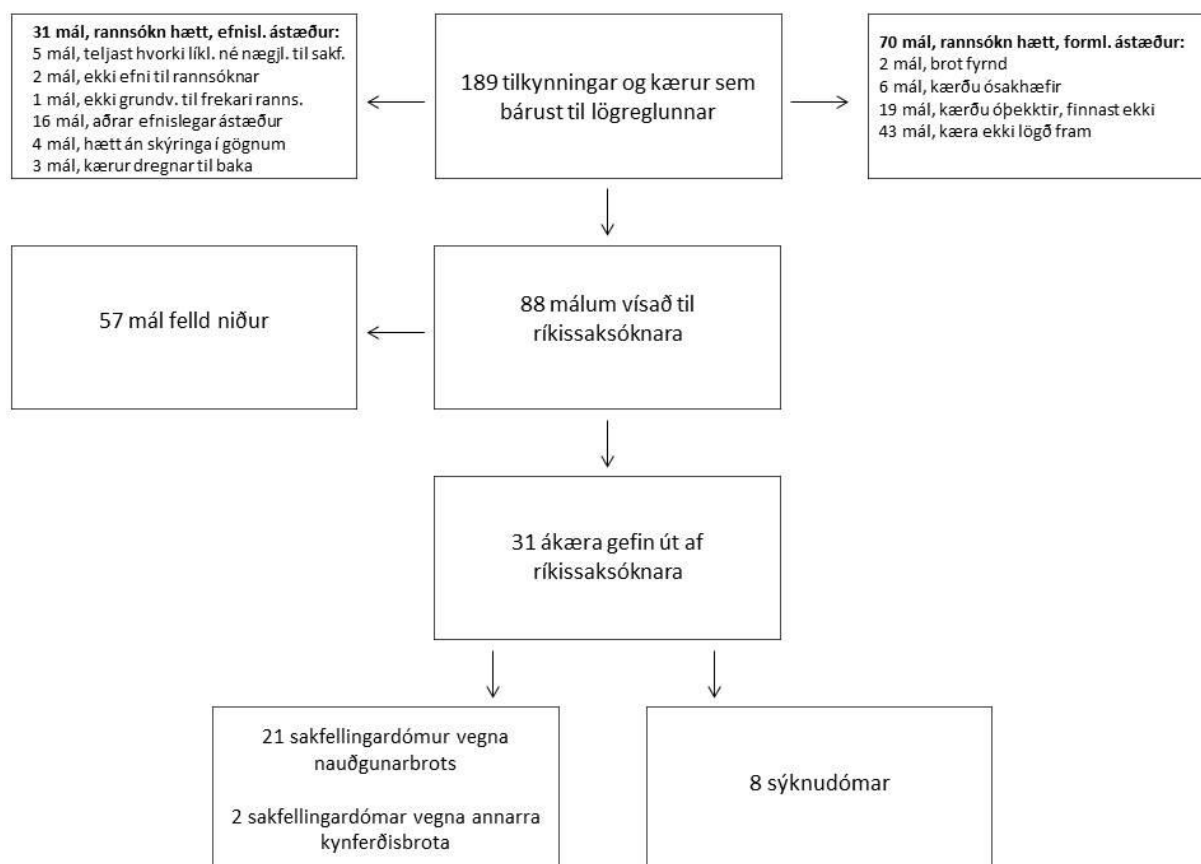 31 mál, rannsókn hætt, efnisl. ástæður:
5 mál, teljast hvorki líkl. né nægjl. til sakf.
2 mál, ekki efni til rannsóknar
1 mál, ekki grundv. til frekari ranns.
16 mál, aðrar efnislegar ástæður
4 mál, hætt án skýringa í gögnum
3 mál, kærur dregnar til baka
189 tilkynningar og kærur sem
bárust til lögreglunnar
70 mál, rannsókn hætt, forml. ástæður:
2 mál, brot fyrnd
6 mál, kærðu ósakhæfir
19 mál, kærðu óþekktir, finnast ekki
43 mál, kæra ekki lögð fram
57 mál felld niður
88 málum vísað til
ríkissaksóknara
31 ákæra gefin út af
ríkissaksóknara
21 sakfellingardómur vegna
nauðgunarbrots
2 sakfellingardómar vegna annarra
kynferðisbrota
8 sýknudómar